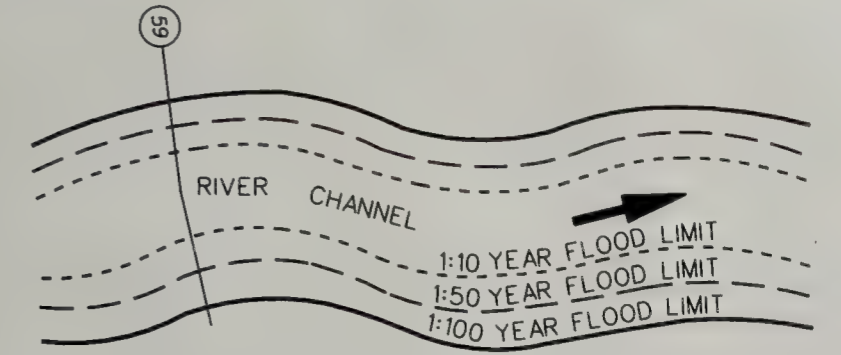 59
RIVER CHANNEL
1:10 YEAR FLOOD LIMIT
1:50 YEAR FLOOD LIMIT
1:100 YEAR FLOOD LIMIT